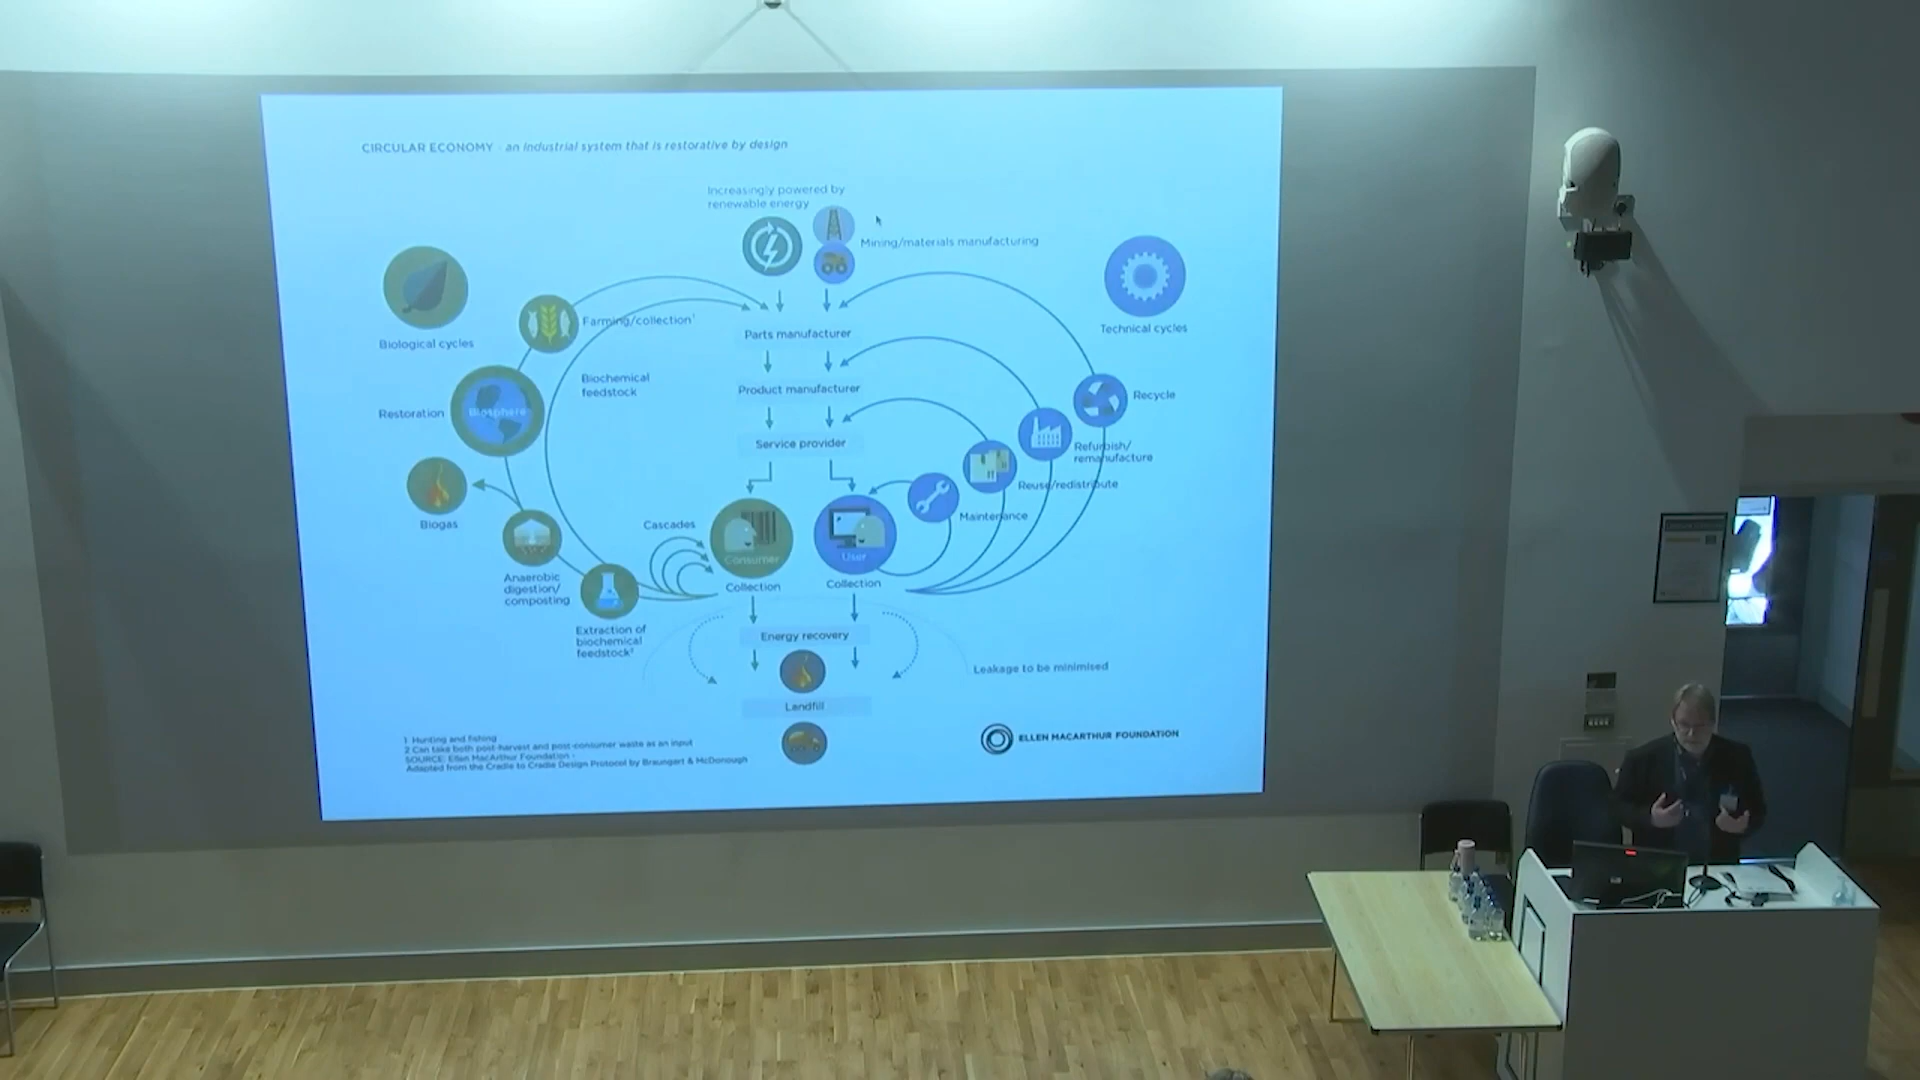 CIRCULAR ECONOMY - an industrial system that is restorative by design
Increasingly powered by
renewable energy
Mining/materials manufacturing
Biological cycles
Technical cycles
Farming/collection¹
Parts manufacturer
Biochemical
feedstock
Product manufacturer
Restoration
Biosphere
Recycle
Service provider
Refurbish/
remanufacture
Reuse/redistribute
Biogas
Cascades
Maintenance
Consumer
User
Anaerobic
digestion/
composting
Collection
Collection
Extraction of
biochemical
feedstock²
Energy recovery
Leakage to be minimised
Landfill
1 Hunting and fishing
2 Can take both post-harvest and post-consumer waste as an input
SOURCE: Ellen MacArthur Foundation -
Adapted from the Cradle to Cradle Design Protocol by Braungart & McDonough
ELLEN MACARTHUR FOUNDATION